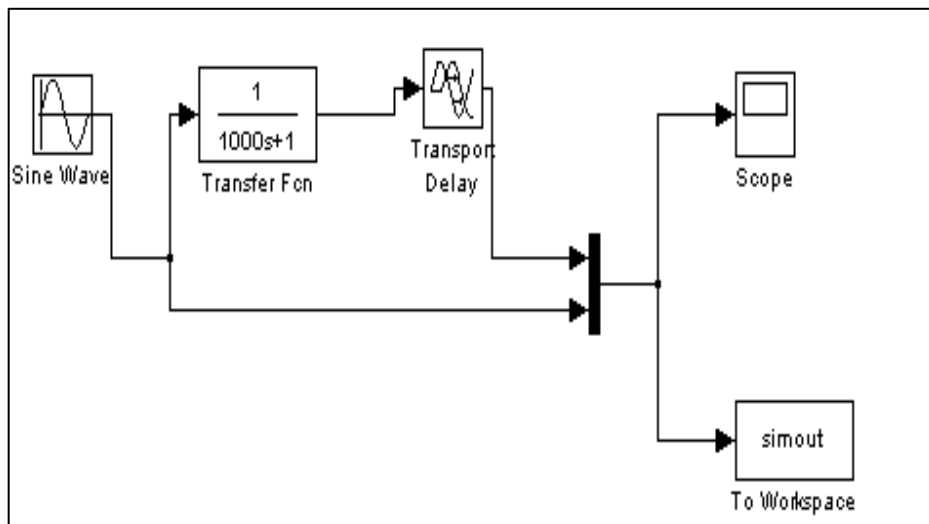 Sine Wave
1
1000s+1
Transfer Fcn
Transport
Delay
Scope
simout
To Workspace